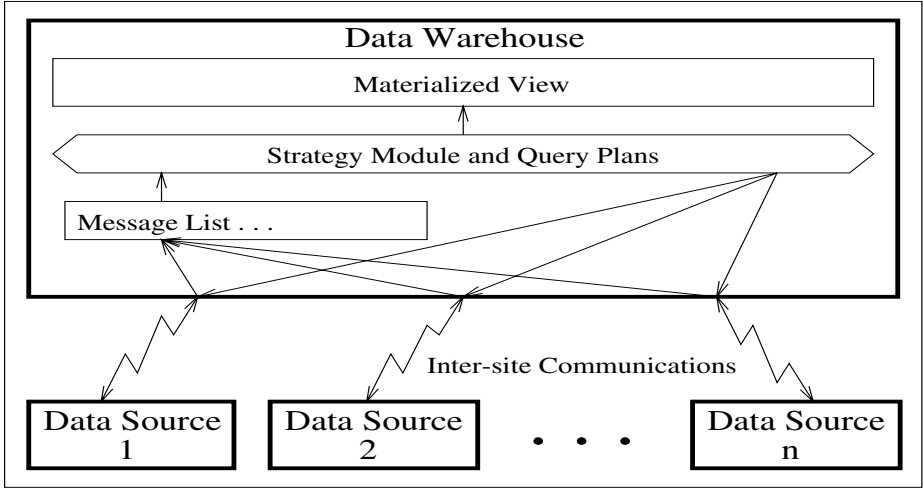 Data Warehouse
Materialized View
Strategy Module and Query Plans
Message List . . .
Inter-site Communications
Data Source
1
Data Source
2
Data Source
n